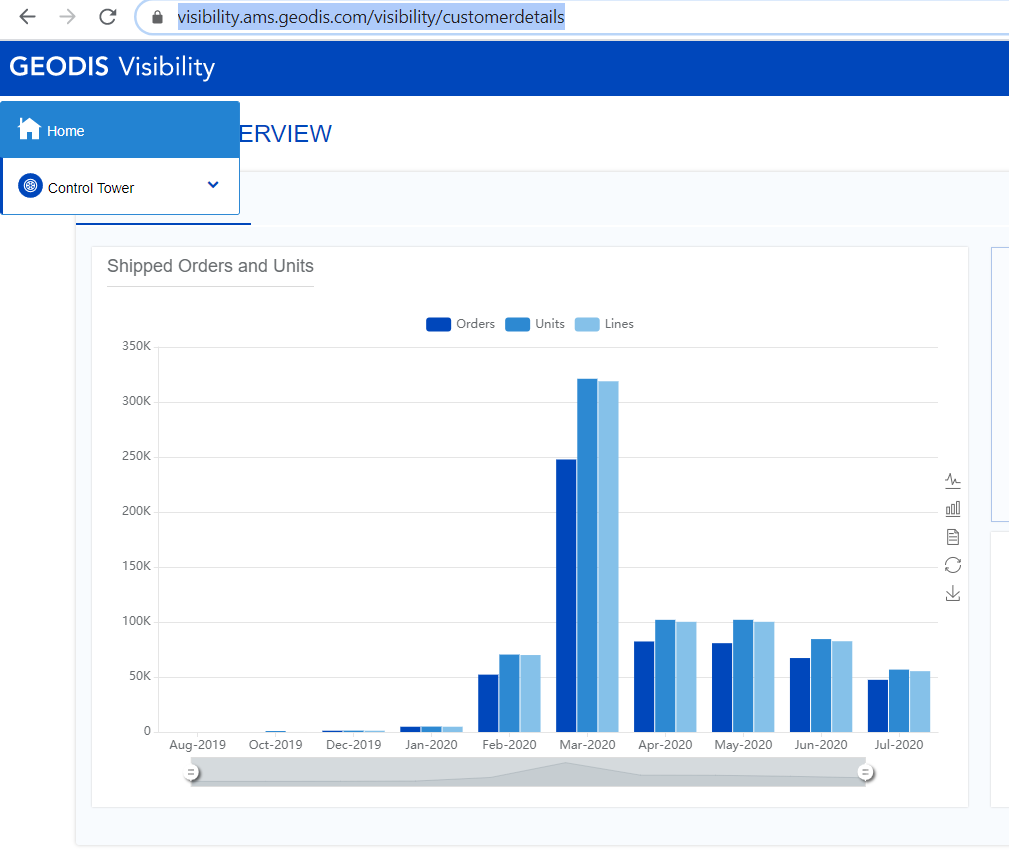 visibility.ams.geodis.com/visibility/customerdetails
GEODIS Visibility
Home
ERVIEW
Control Tower
Shipped Orders and Units
Orders Units Lines
350K
300K
250K
200K
150K
100K
50K
0
Aug-2019 Oct-2019 Dec-2019 Jan-2020 Feb-2020 Mar-2020 Apr-2020 May-2020 Jun-2020 Jul-2020